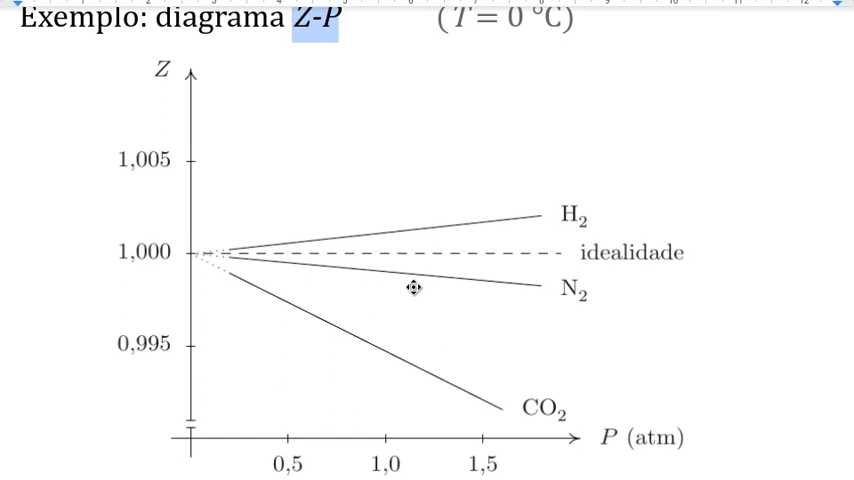 Exemplo: diagrama Z-P (T = 0 °C)
Z
1,005
H₂
1,000 idealidade
N₂
0,995
CO₂
P (atm)
0,5 1,0 1,5